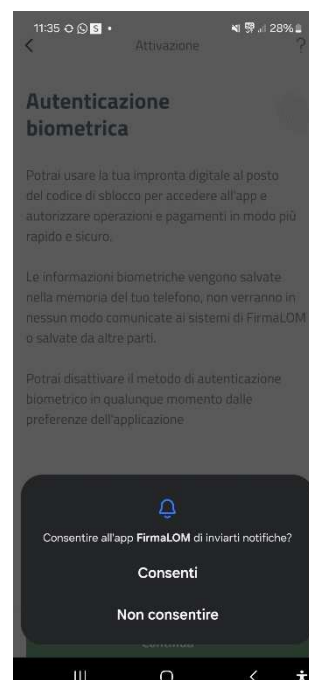 11:35
28%
Attivazione
?
Autenticazione
biometrica
Potrai usare la tua impronta digitale al posto
del codice di sblocco per accedere all'app e
autorizzare operazioni e pagamenti in modo più
rapido e sicuro.
Le informazioni biometriche vengono salvate
nella memoria del tuo telefono, non verranno in
nessun modo comunicate ai sistemi di FirmaLOM
o salvate da altre parti.
Potrai disattivare il metodo di autenticazione
biometrico in qualunque momento dalle
preferenze dell'applicazione
Consentire all'app FirmaLOM di inviarti notifiche?
Consenti
Non consentire
Continua